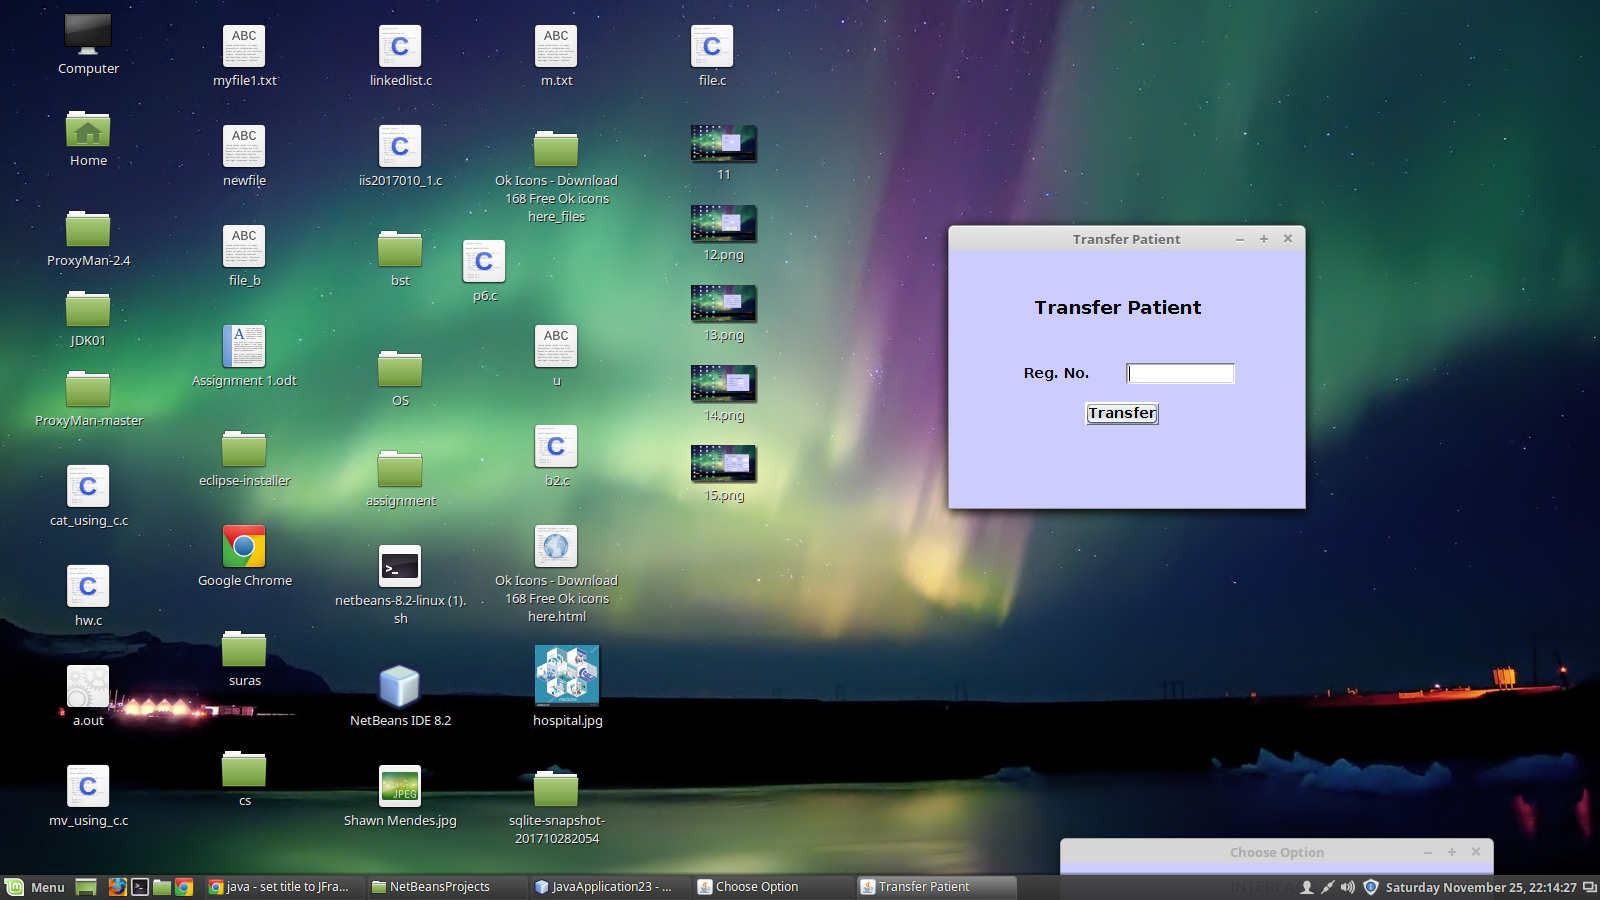 Computer
Home
ProxyMan-2.4
JDK01
ProxyMan-master
C
cat_using_c.c
C
hw.c
a.out
C
mv_using_c.c
ABC
myfile1.txt
ABC
newfile
ABC
file_b
A
Assignment 1.odt
eclipse-installer
Google Chrome
suras
cs
C
linkedlist.c
C
iis2017010_1.c
bst
C
p6.c
OS
assignment
>_
netbeans-8.2-linux (1).
sh
NetBeans IDE 8.2
JPEG
Shawn Mendes.jpg
ABC
m.txt
Ok Icons - Download
168 Free Ok icons
here_files
ABC
u
C
b2.c
Ok Icons - Download
168 Free Ok icons
here.html
hospital.jpg
sqlite-snapshot-
201710282054
C
file.c
11
12.png
13.png
14.png
15.png
Transfer Patient
Transfer Patient
Reg. No.
Transfer
Choose Option
Menu
java - set title to JFra...
NetBeansProjects
JavaApplication23 - ...
Choose Option
Transfer Patient
Saturday November 25, 22:14:27